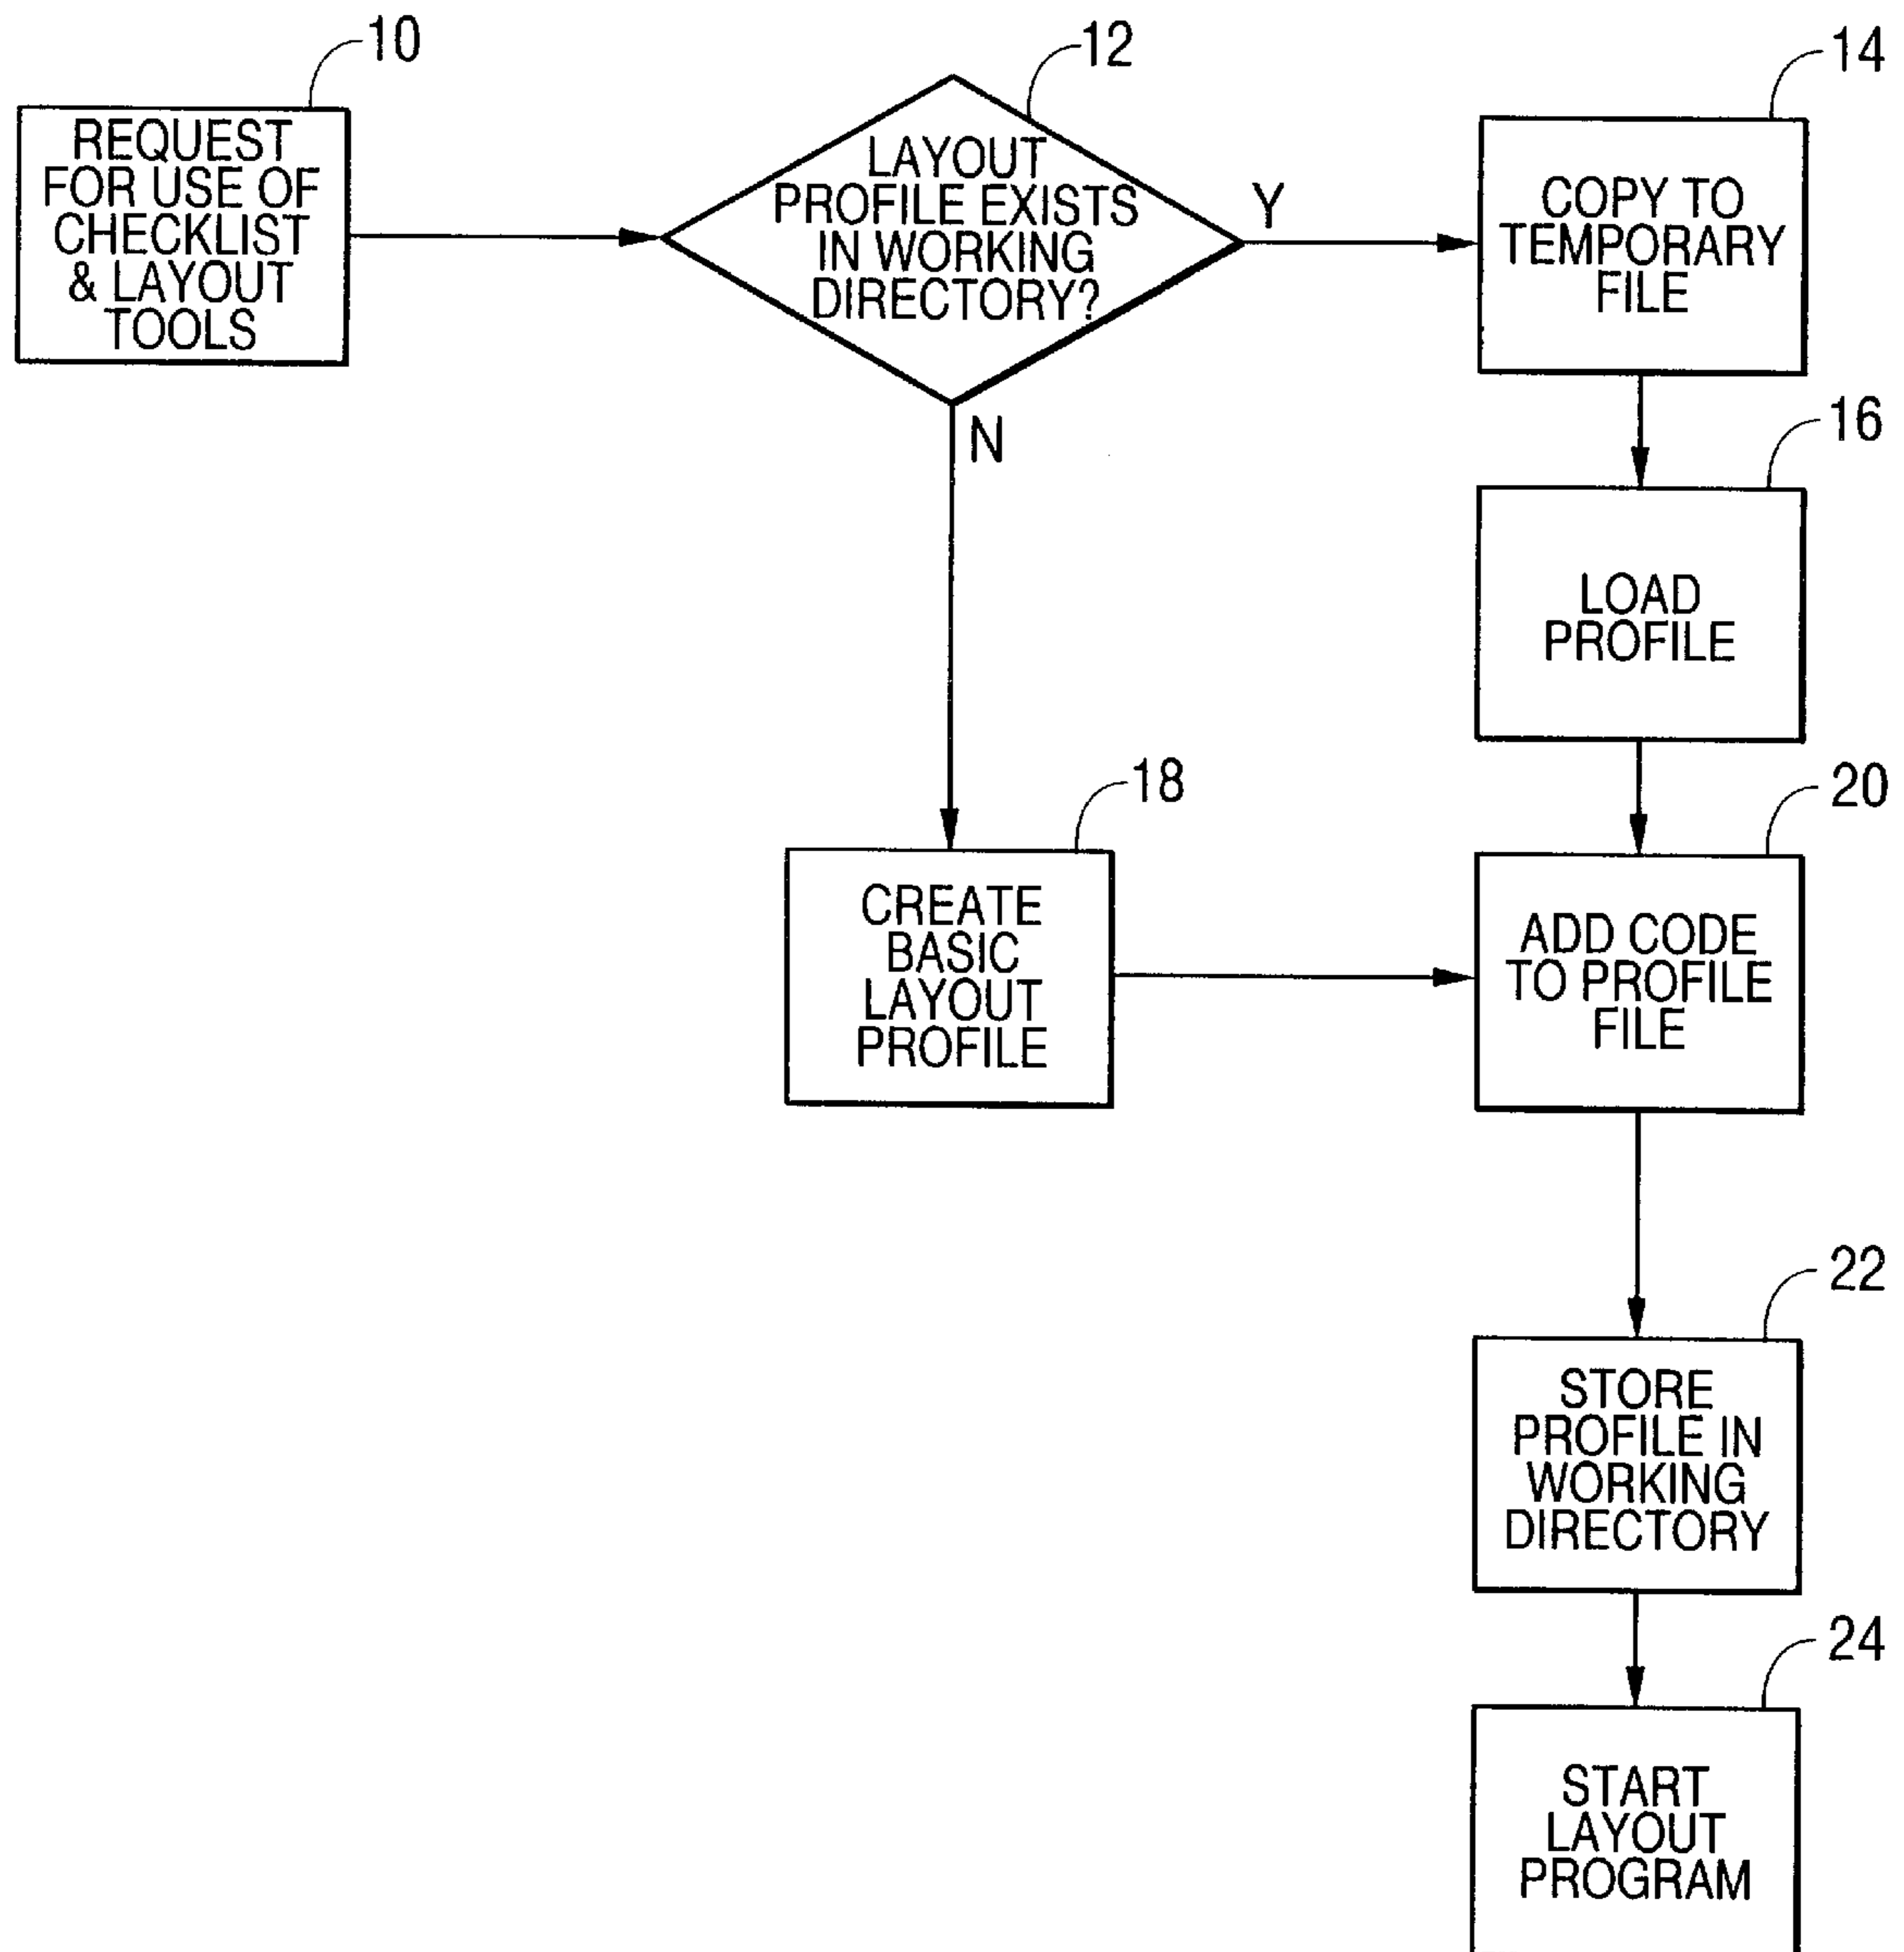 10
REQUEST
FOR USE OF
CHECKLIST
& LAYOUT
TOOLS
12
LAYOUT
PROFILE EXISTS
IN WORKING
DIRECTORY?
Y
N
14
COPY TO
TEMPORARY
FILE
16
LOAD
PROFILE
18
CREATE
BASIC
LAYOUT
PROFILE
20
ADD CODE
TO PROFILE
FILE
22
STORE
PROFILE IN
WORKING
DIRECTORY
24
START
LAYOUT
PROGRAM